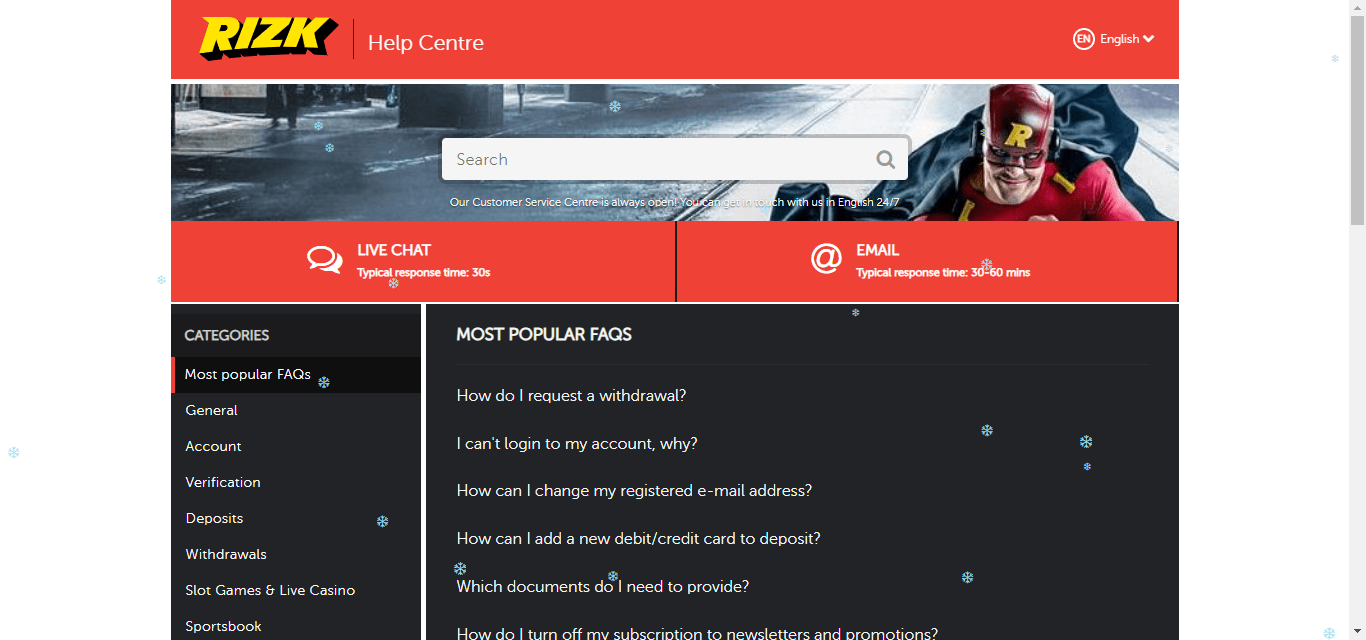 RIZK
Help Centre
EN English
R
Search
Our Customer Service Centre is always open! You can get in touch with us in English 24/7
LIVE CHAT
Typical response time: 30s
@ EMAIL
Typical response time: 30-60 mins
CATEGORIES
Most popular FAQs
General
Account
Verification
Deposits
Withdrawals
Slot Games & Live Casino
Sportsbook
MOST POPULAR FAQS
How do I request a withdrawal?
I can't login to my account, why?
How can I change my registered e-mail address?
How can I add a new debit/credit card to deposit?
Which documents do I need to provide?
How do I turn off my subscription to newsletters and promotions?